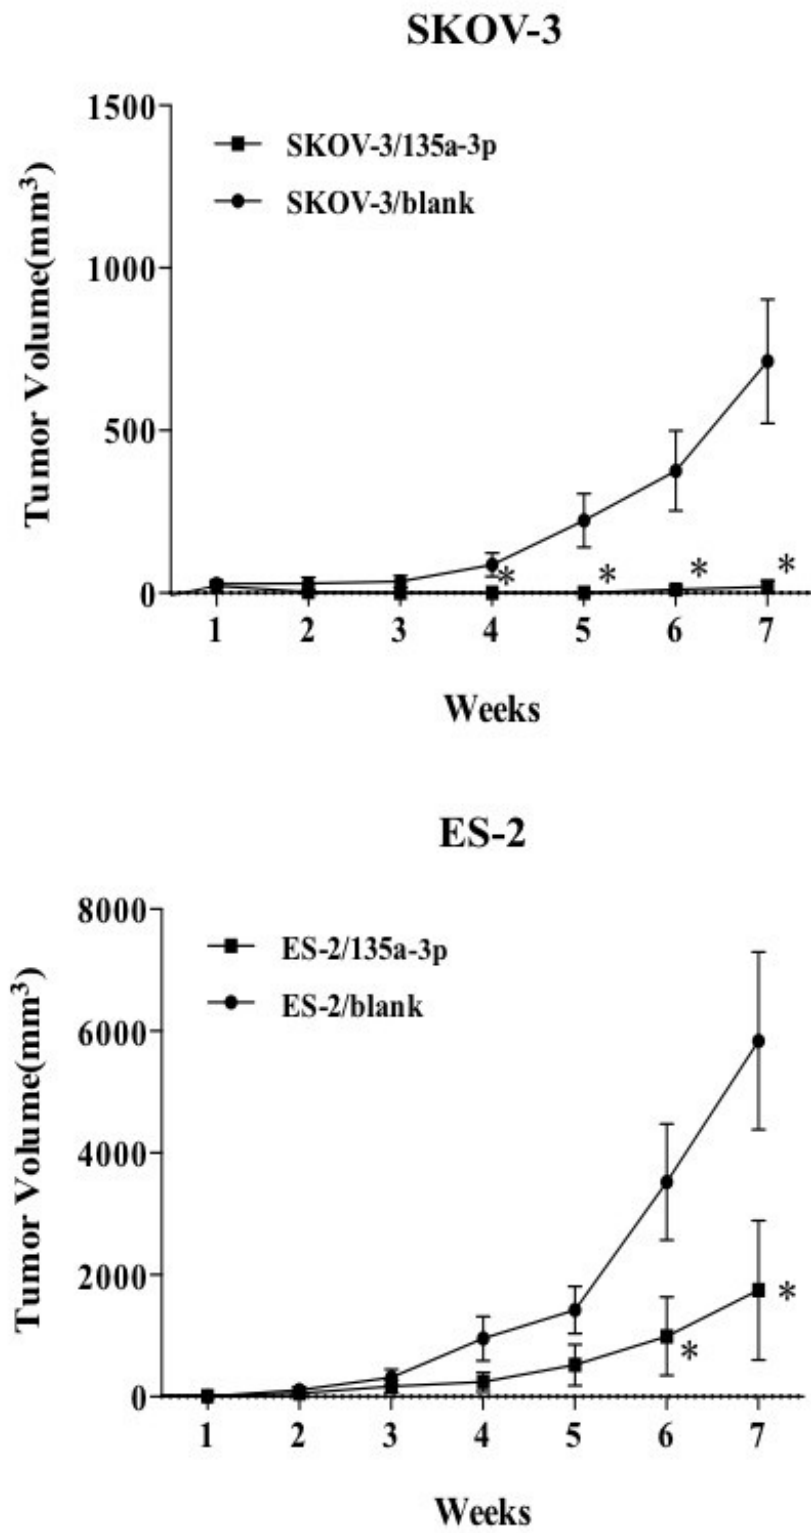 SKOV-3
1500
SKOV-3/135a-3p
SKOV-3/blank
1000
Tumor Volume(mm³)
500
*
*
*
*
0
1 2 3 4 5 6 7
Weeks
ES-2
8000
ES-2/135a-3p
ES-2/blank
6000
Tumor Volume(mm³)
4000
2000
*
*
0
1 2 3 4 5 6 7
Weeks